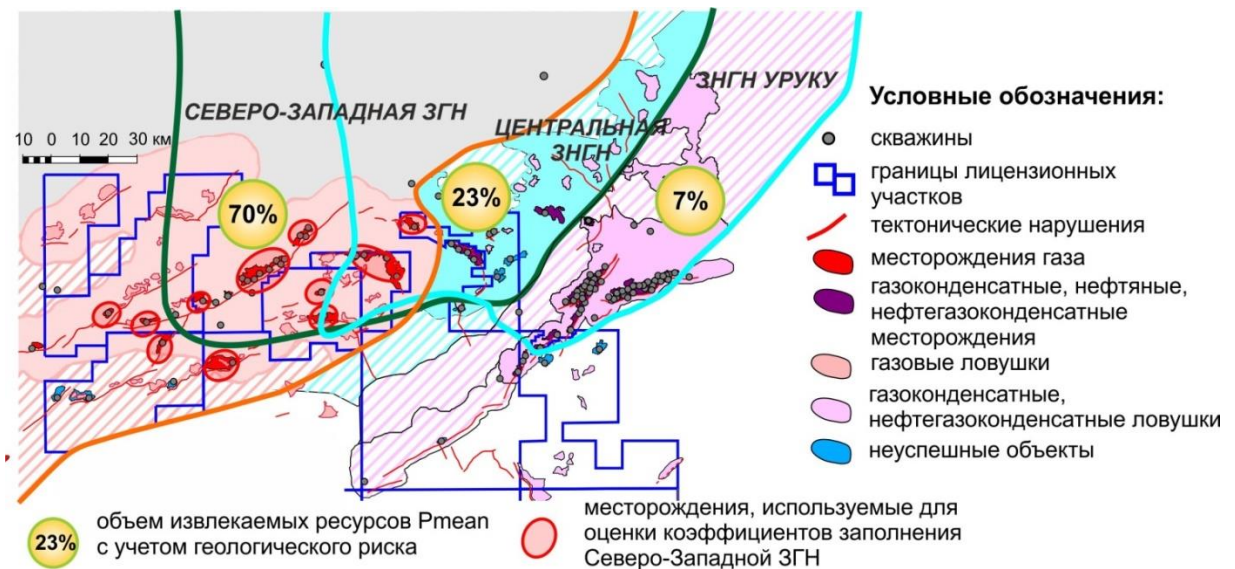 СЕВЕРО-ЗАПАДНАЯ ЗГН
ЦЕНТРАЛЬНАЯ
ЗНГН
ЗНГН УРУКУ
10 0 10 20 30 км
70%
23%
7%
Условные обозначения:
скважины
границы лицензионных
участков
тектонические нарушения
месторождения газа
газоконденсатные, нефтяные,
нефтегазоконденсатные
месторождения
газовые ловушки
газоконденсатные,
нефтегазоконденсатные ловушки
неуспешные объекты
23%
объем извлекаемых ресурсов Pmean
с учетом геологического риска
месторождения, используемые для
оценки коэффициентов заполнения
Северо-Западной ЗГН